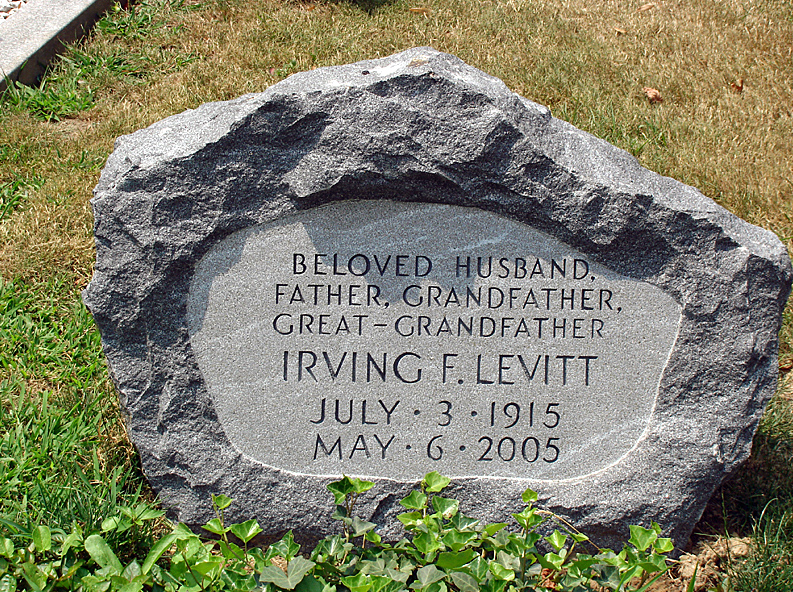 BELOVED HUSBAND,
FATHER, GRANDFATHER,
GREAT-GRANDFATHER
IRVING F. LEVITT
JULY · 3 · 1915
MAY · 6 · 2005